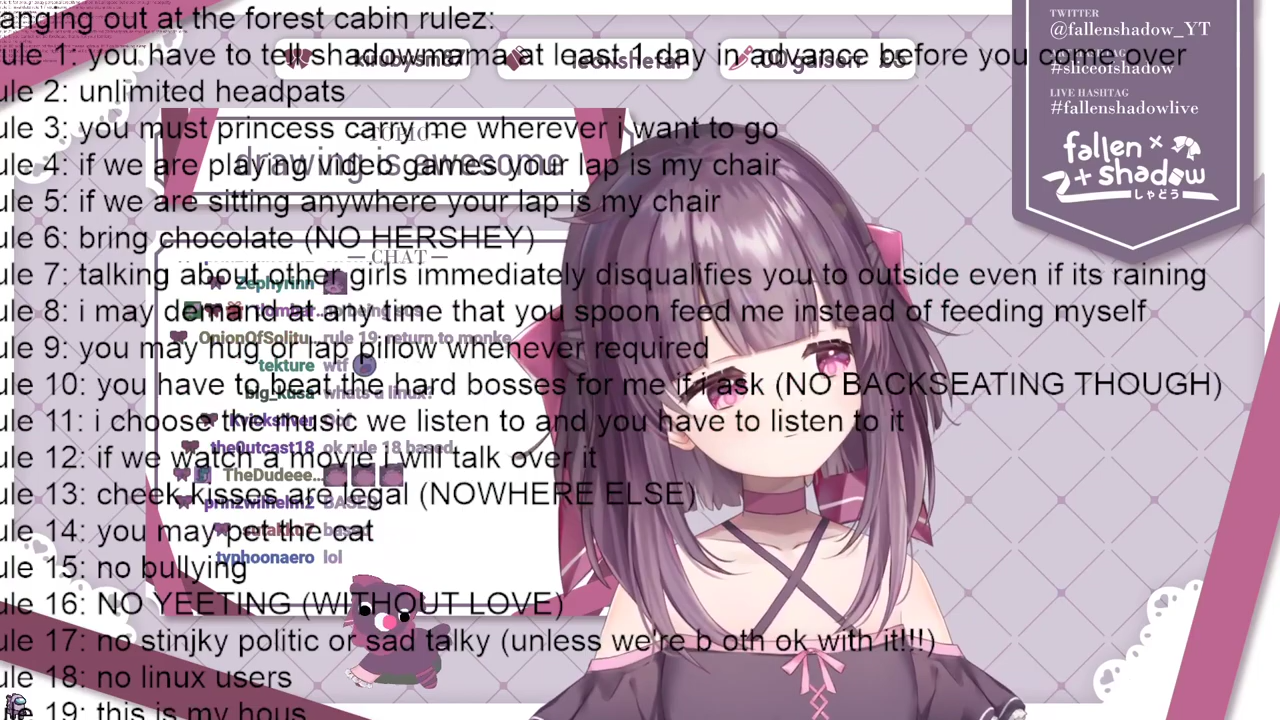 anging out at the forest cabin rulez:
ule 1: you have to tell shadowmama at least 1 day in advance before you come over
ule 2: unlimited headpats
ule 3: you must princess carry me wherever i want to go
ule 4: if we are playing video games your lap is my chair
ule 5: if we are sitting anywhere your lap is my chair
ule 6: bring chocolate (NO HERSHEY)
ule 7: talking about other girls immediately disqualifies you to outside even if its raining
ule 8: i may demand at any time that you spoon feed me instead of feeding myself
ule 9: you may hug or lap pillow whenever required
ule 10: you have to beat the hard bosses for me if i ask (NO BACKSEATING THOUGH)
ule 11: i choose the music we listen to and you have to listen to it
ule 12: if we watch a movie i will talk over it
ule 13: cheek kisses are legal (NOWHERE ELSE)
ule 14: you may pet the cat
ule 15: no bullying
ule 16: NO YEETING (WITHOUT LOVE)
ule 17: no stinjky politic or sad talky (unless we're b oth ok with it!!!)
ule 18: no linux users
ule 19: this is my hous
TOPIC
drawing is awesome
CHAT
Zephyrinn
OnionOfSolitu... rule 19: return to monke
tekture wtf
big_kusa whats a linux?
Kvicksilver
the0utcast18 ok rule 18 based
TheDudeee...
prinzwilhelm2 BASED
sutakku7 based
typhoonaero lol
TWITTER
@fallenshadow_YT
#sliceofshadow
LIVE HASHTAG
#fallenshadowlive
fallen
shadow
しゃどう